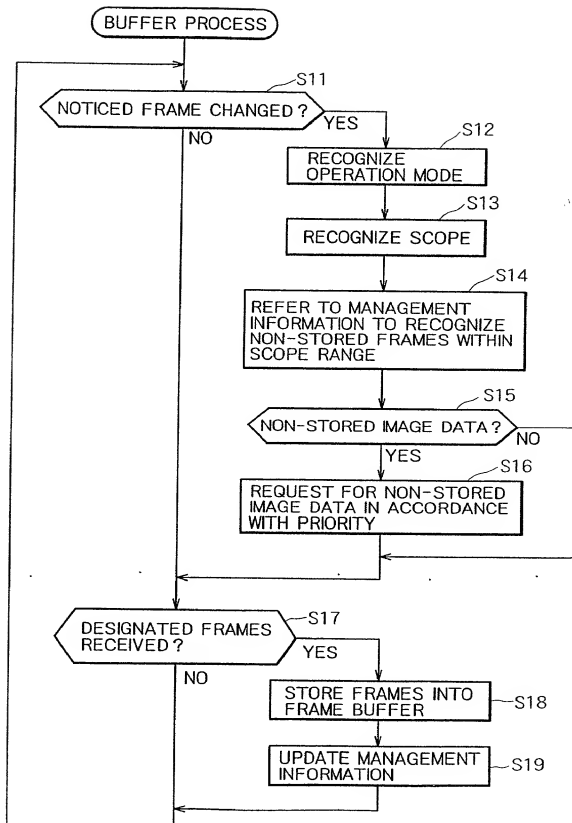 BUFFER PROCESS
S11
NOTICED FRAME CHANGED?
YES
NO
S12
RECOGNIZE
OPERATION MODE
S13
RECOGNIZE SCOPE
S14
REFER TO MANAGEMENT
INFORMATION TO RECOGNIZE
NON-STORED FRAMES WITHIN
SCOPE RANGE
S15
NON-STORED IMAGE DATA?
NO
YES
S16
REQUEST FOR NON-STORED
IMAGE DATA IN ACCORDANCE
WITH PRIORITY
S17
DESIGNATED FRAMES
RECEIVED?
YES
NO
STORE FRAMES INTO
FRAME BUFFER
S18
UPDATE MANAGEMENT
INFORMATION
S19